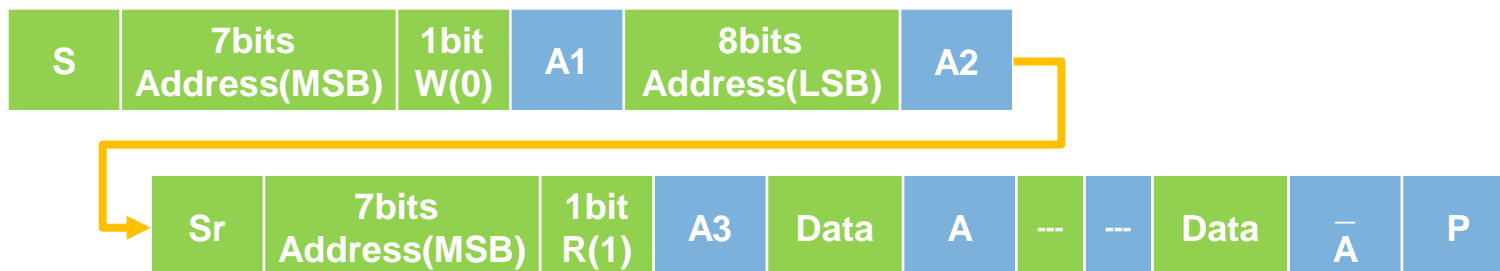 S
7bits
Address(MSB)
1bit
W(0)
A1
8bits
Address(LSB)
A2
Sr
7bits
Address(MSB)
1bit
R(1)
A3
Data
A
---
---
Data
A̅
P